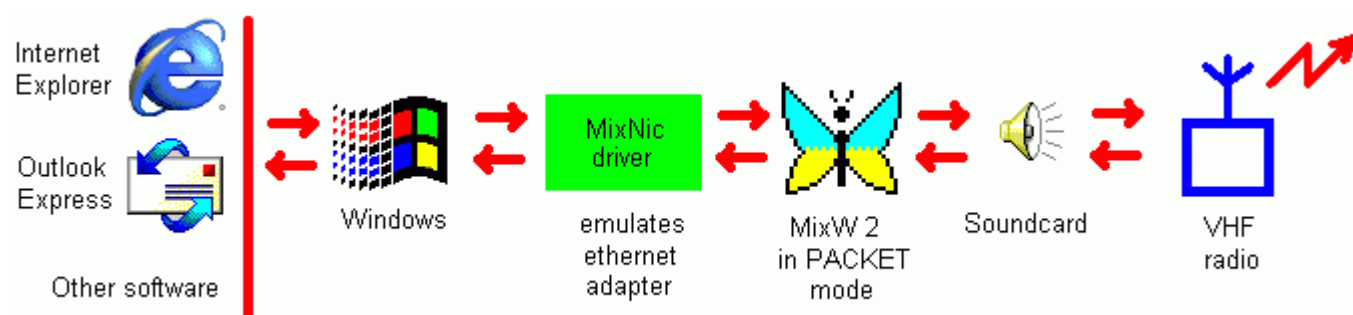 Internet
Explorer
Outlook
Express
Other software
Windows
MixNic
driver
emulates
ethernet
adapter
MixW 2
in PACKET
mode
Soundcard
VHF
radio